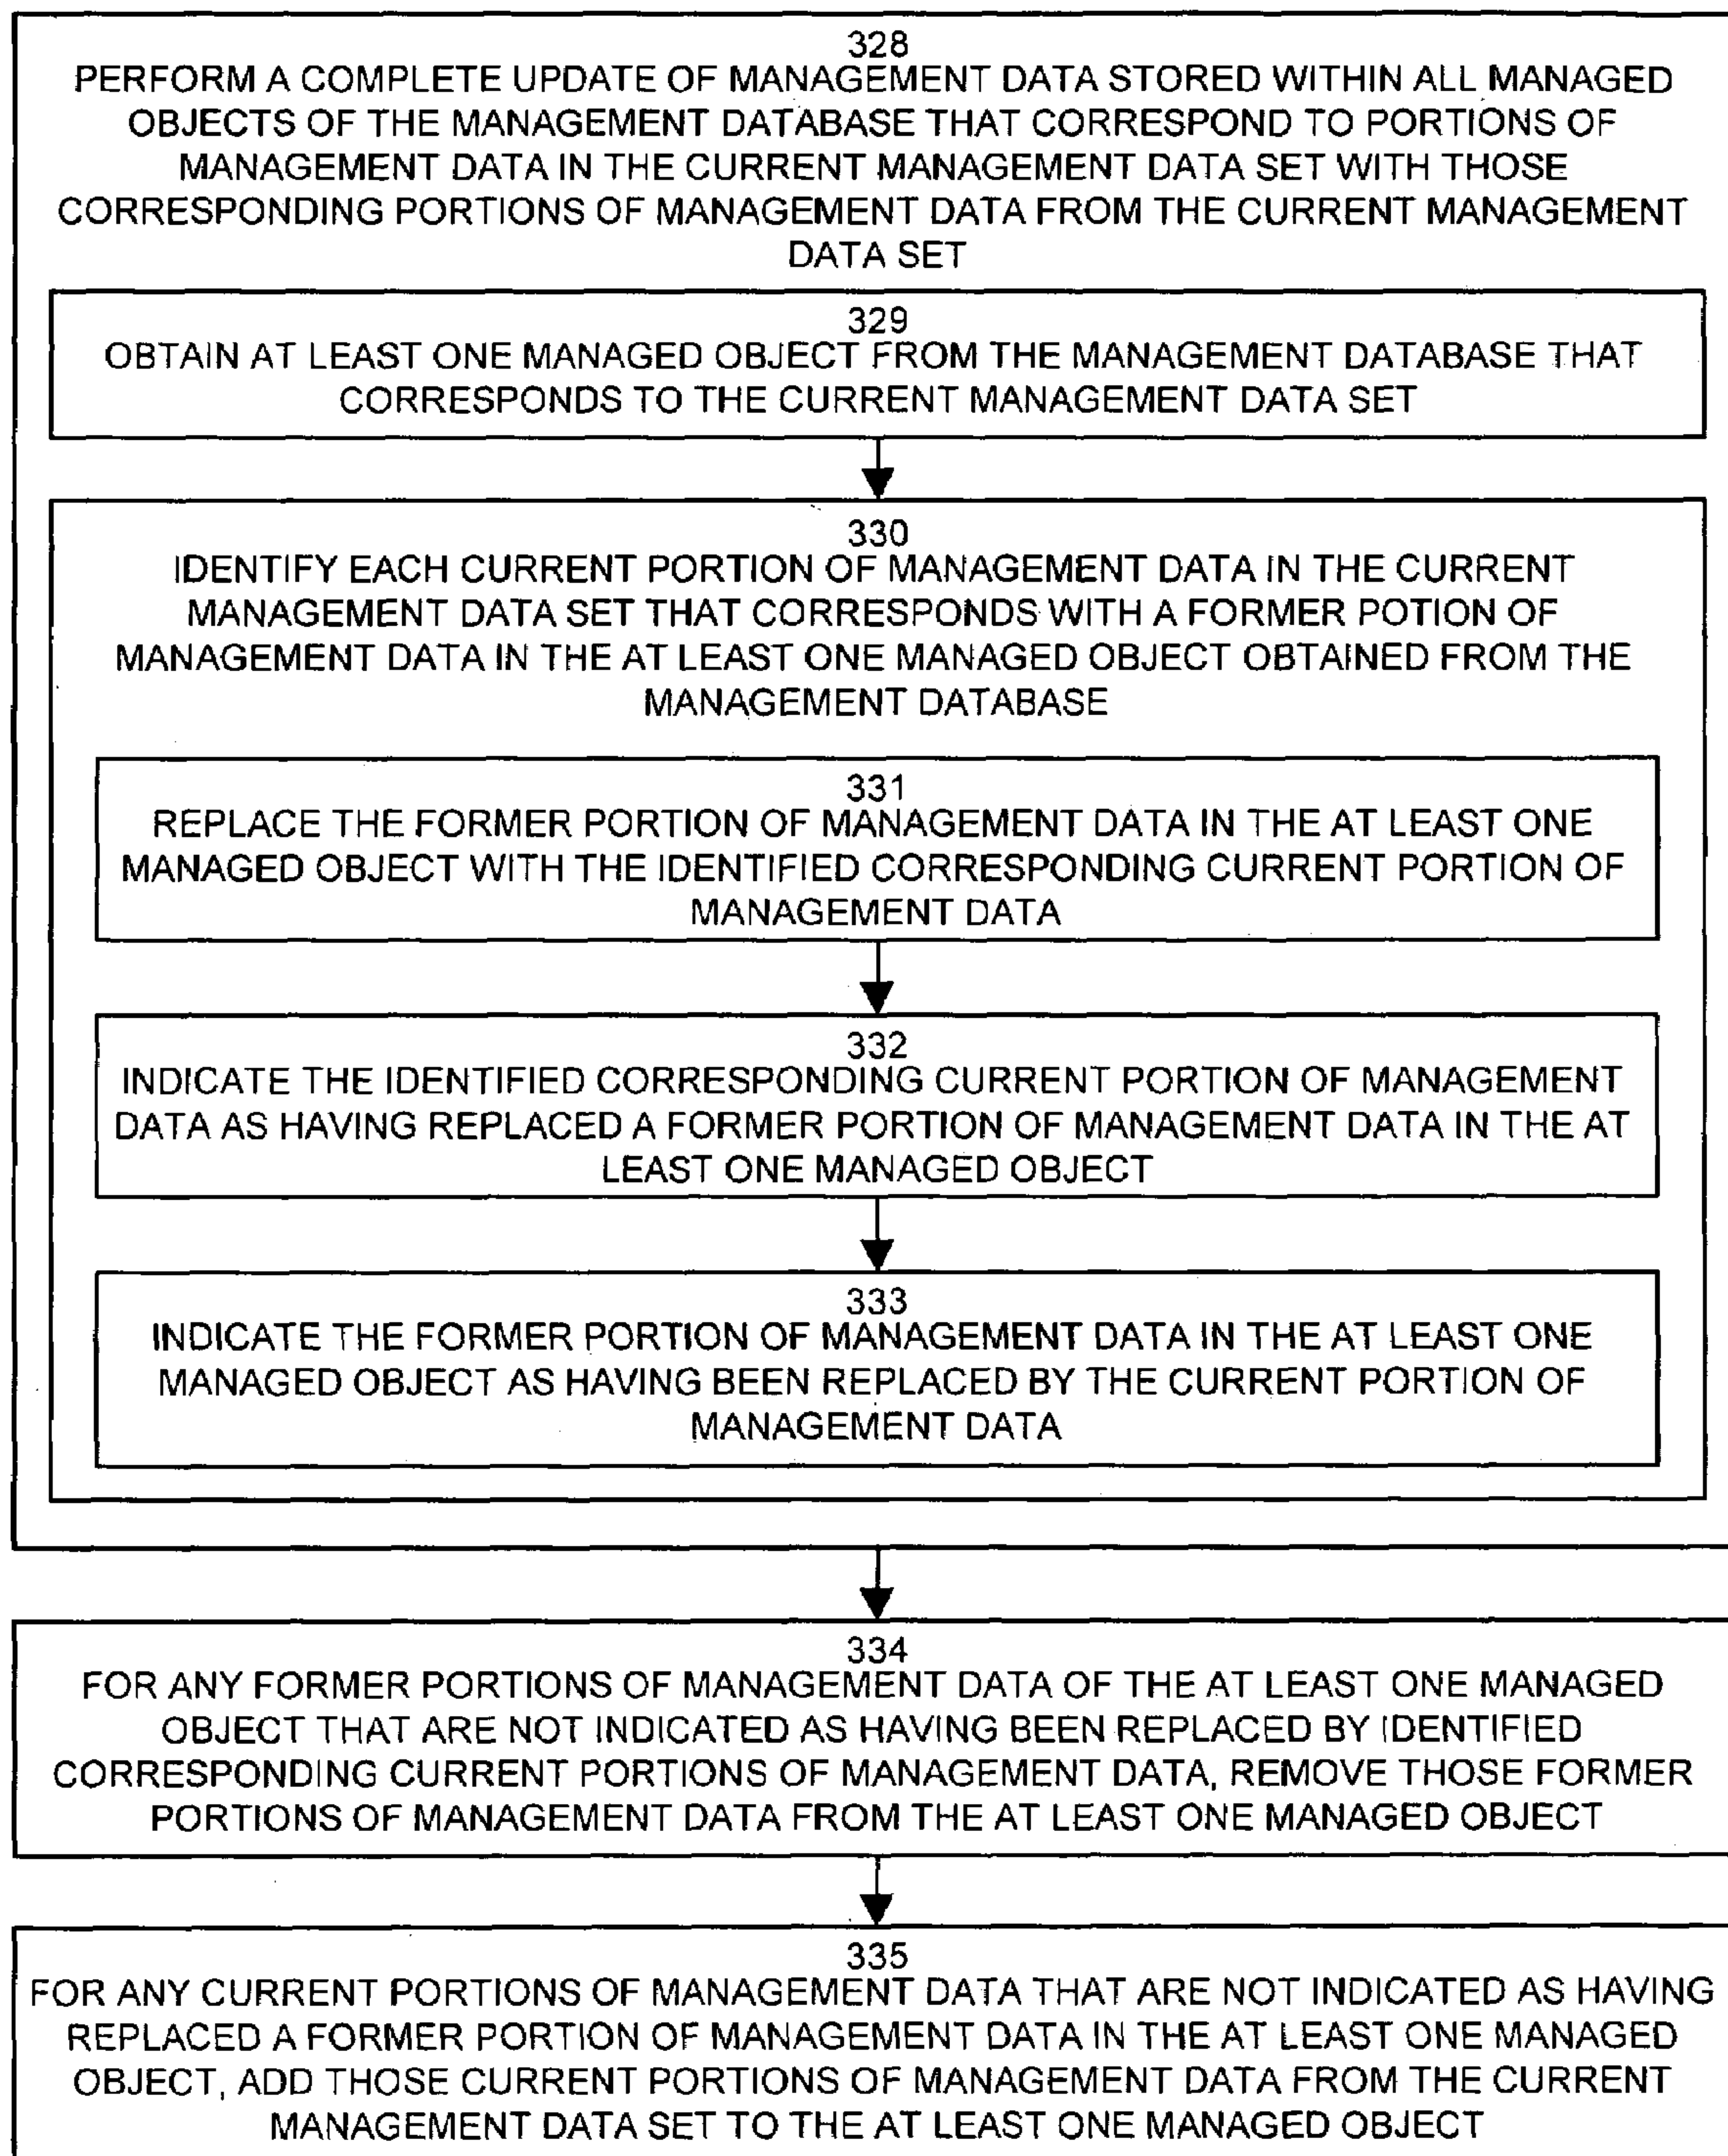 328
PERFORM A COMPLETE UPDATE OF MANAGEMENT DATA STORED WITHIN ALL MANAGED
OBJECTS OF THE MANAGEMENT DATABASE THAT CORRESPOND TO PORTIONS OF
MANAGEMENT DATA IN THE CURRENT MANAGEMENT DATA SET WITH THOSE
CORRESPONDING PORTIONS OF MANAGEMENT DATA FROM THE CURRENT MANAGEMENT
DATA SET
329
OBTAIN AT LEAST ONE MANAGED OBJECT FROM THE MANAGEMENT DATABASE THAT
CORRESPONDS TO THE CURRENT MANAGEMENT DATA SET
330
IDENTIFY EACH CURRENT PORTION OF MANAGEMENT DATA IN THE CURRENT
MANAGEMENT DATA SET THAT CORRESPONDS WITH A FORMER POTION OF
MANAGEMENT DATA IN THE AT LEAST ONE MANAGED OBJECT OBTAINED FROM THE
MANAGEMENT DATABASE
331
REPLACE THE FORMER PORTION OF MANAGEMENT DATA IN THE AT LEAST ONE
MANAGED OBJECT WITH THE IDENTIFIED CORRESPONDING CURRENT PORTION OF
MANAGEMENT DATA
332
INDICATE THE IDENTIFIED CORRESPONDING CURRENT PORTION OF MANAGEMENT
DATA AS HAVING REPLACED A FORMER PORTION OF MANAGEMENT DATA IN THE AT
LEAST ONE MANAGED OBJECT
333
INDICATE THE FORMER PORTION OF MANAGEMENT DATA IN THE AT LEAST ONE
MANAGED OBJECT AS HAVING BEEN REPLACED BY THE CURRENT PORTION OF
MANAGEMENT DATA
334
FOR ANY FORMER PORTIONS OF MANAGEMENT DATA OF THE AT LEAST ONE MANAGED
OBJECT THAT ARE NOT INDICATED AS HAVING BEEN REPLACED BY IDENTIFIED
CORRESPONDING CURRENT PORTIONS OF MANAGEMENT DATA, REMOVE THOSE FORMER
PORTIONS OF MANAGEMENT DATA FROM THE AT LEAST ONE MANAGED OBJECT
335
FOR ANY CURRENT PORTIONS OF MANAGEMENT DATA THAT ARE NOT INDICATED AS HAVING
REPLACED A FORMER PORTION OF MANAGEMENT DATA IN THE AT LEAST ONE MANAGED
OBJECT, ADD THOSE CURRENT PORTIONS OF MANAGEMENT DATA FROM THE CURRENT
MANAGEMENT DATA SET TO THE AT LEAST ONE MANAGED OBJECT